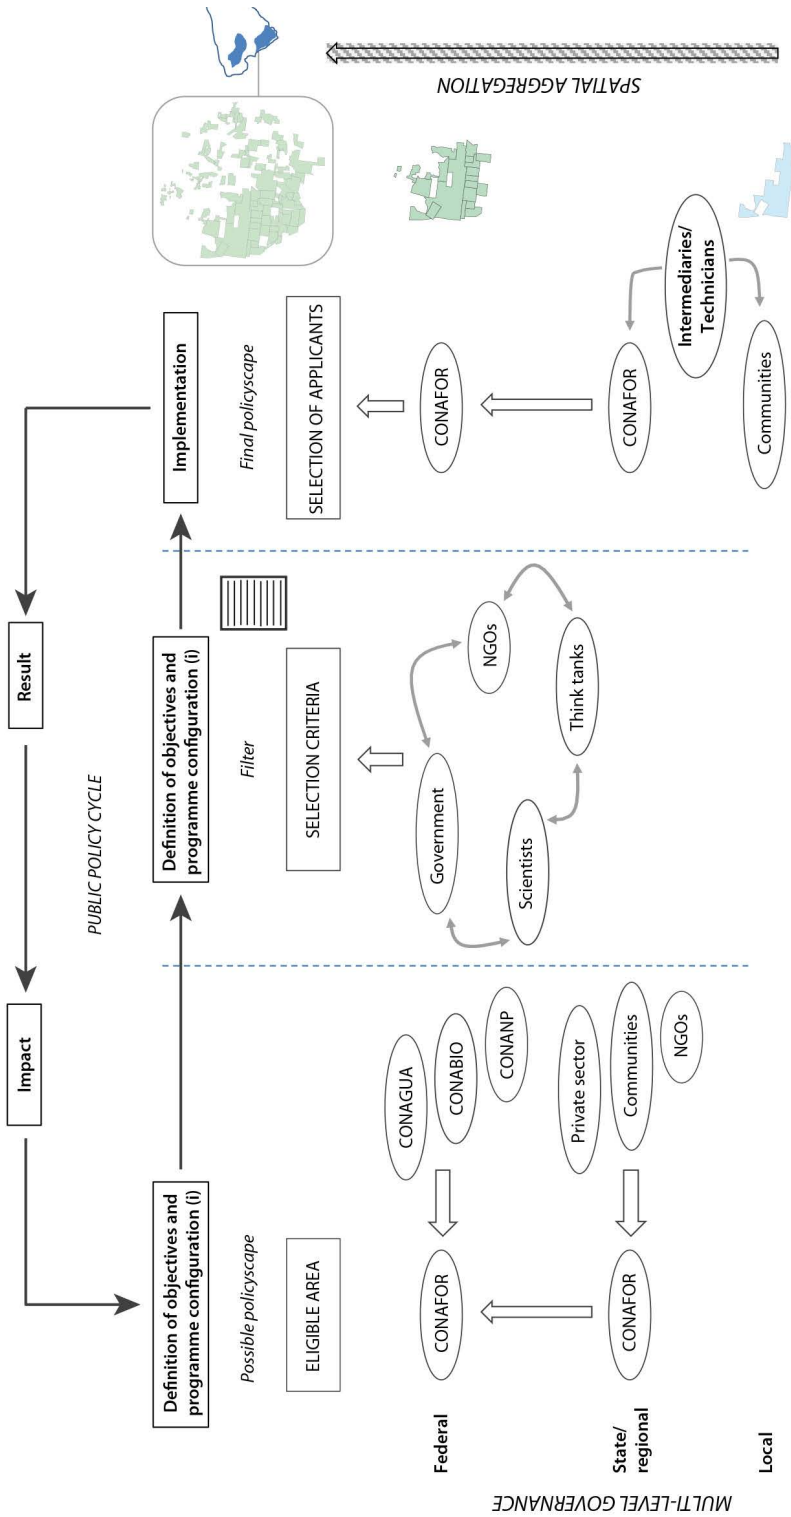 PUBLIC POLICY CYCLE
Impact
Result
Definition of objectives and
programme configuration (i)
Definition of objectives and
programme configuration (i)
Implementation
Possible policyscape
Filter
Final policyscape
ELIGIBLE AREA
SELECTION CRITERIA
SELECTION OF APPLICANTS
MULTI-LEVEL GOVERNANCE
Federal
CONAFOR
CONAGUA
CONABIO
CONANP
Government
NGOs
Scientists
Think tanks
CONAFOR
State/
regional
CONAFOR
Private sector
Communities
NGOs
CONAFOR
Intermediaries/
Technicians
Local
Communities
SPATIAL AGGREGATION